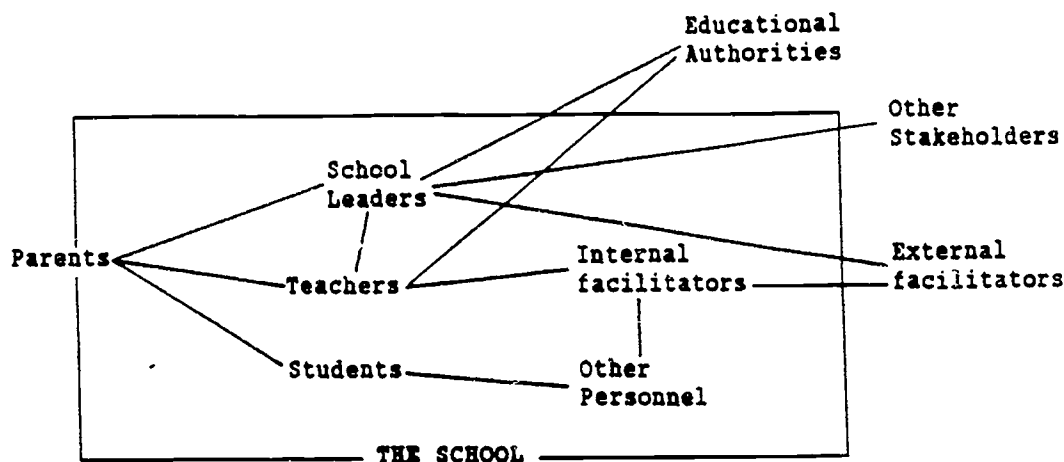 Educational
Authorities
Other
Stakeholders
School
Leaders
Parents
Teachers
Internal
facilitators
External
facilitators
Students
Other
Personnel
THE SCHOOL